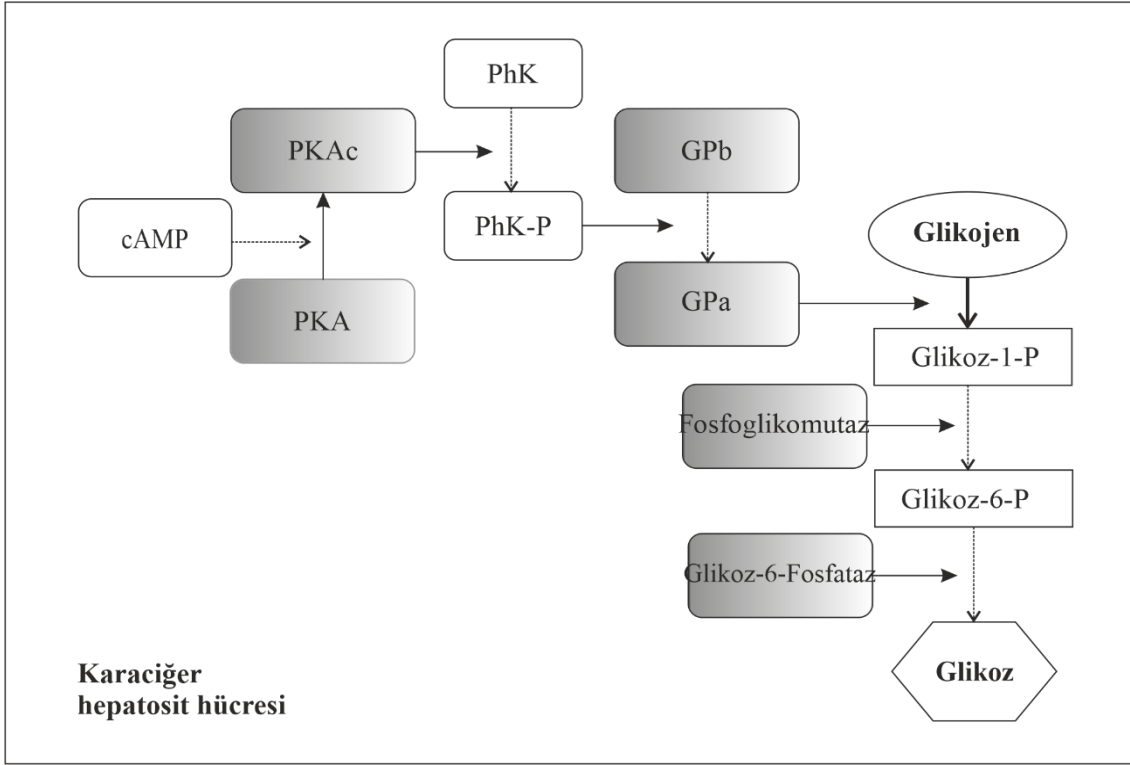 PhK
PKAc
GPb
cAMP
PhK-P
Glikojen
PKA
GPa
Glikoz-1-P
Fosfoglikomutaz
Glikoz-6-P
Glikoz-6-Fosfataz
Glikoz
Karaciğer
hepatosit hücresi